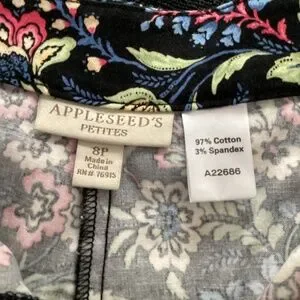 APPLESEED'S
PETITES
8P
Made in
China
RN# 76915
97% Cotton
3% Spandex
A22686